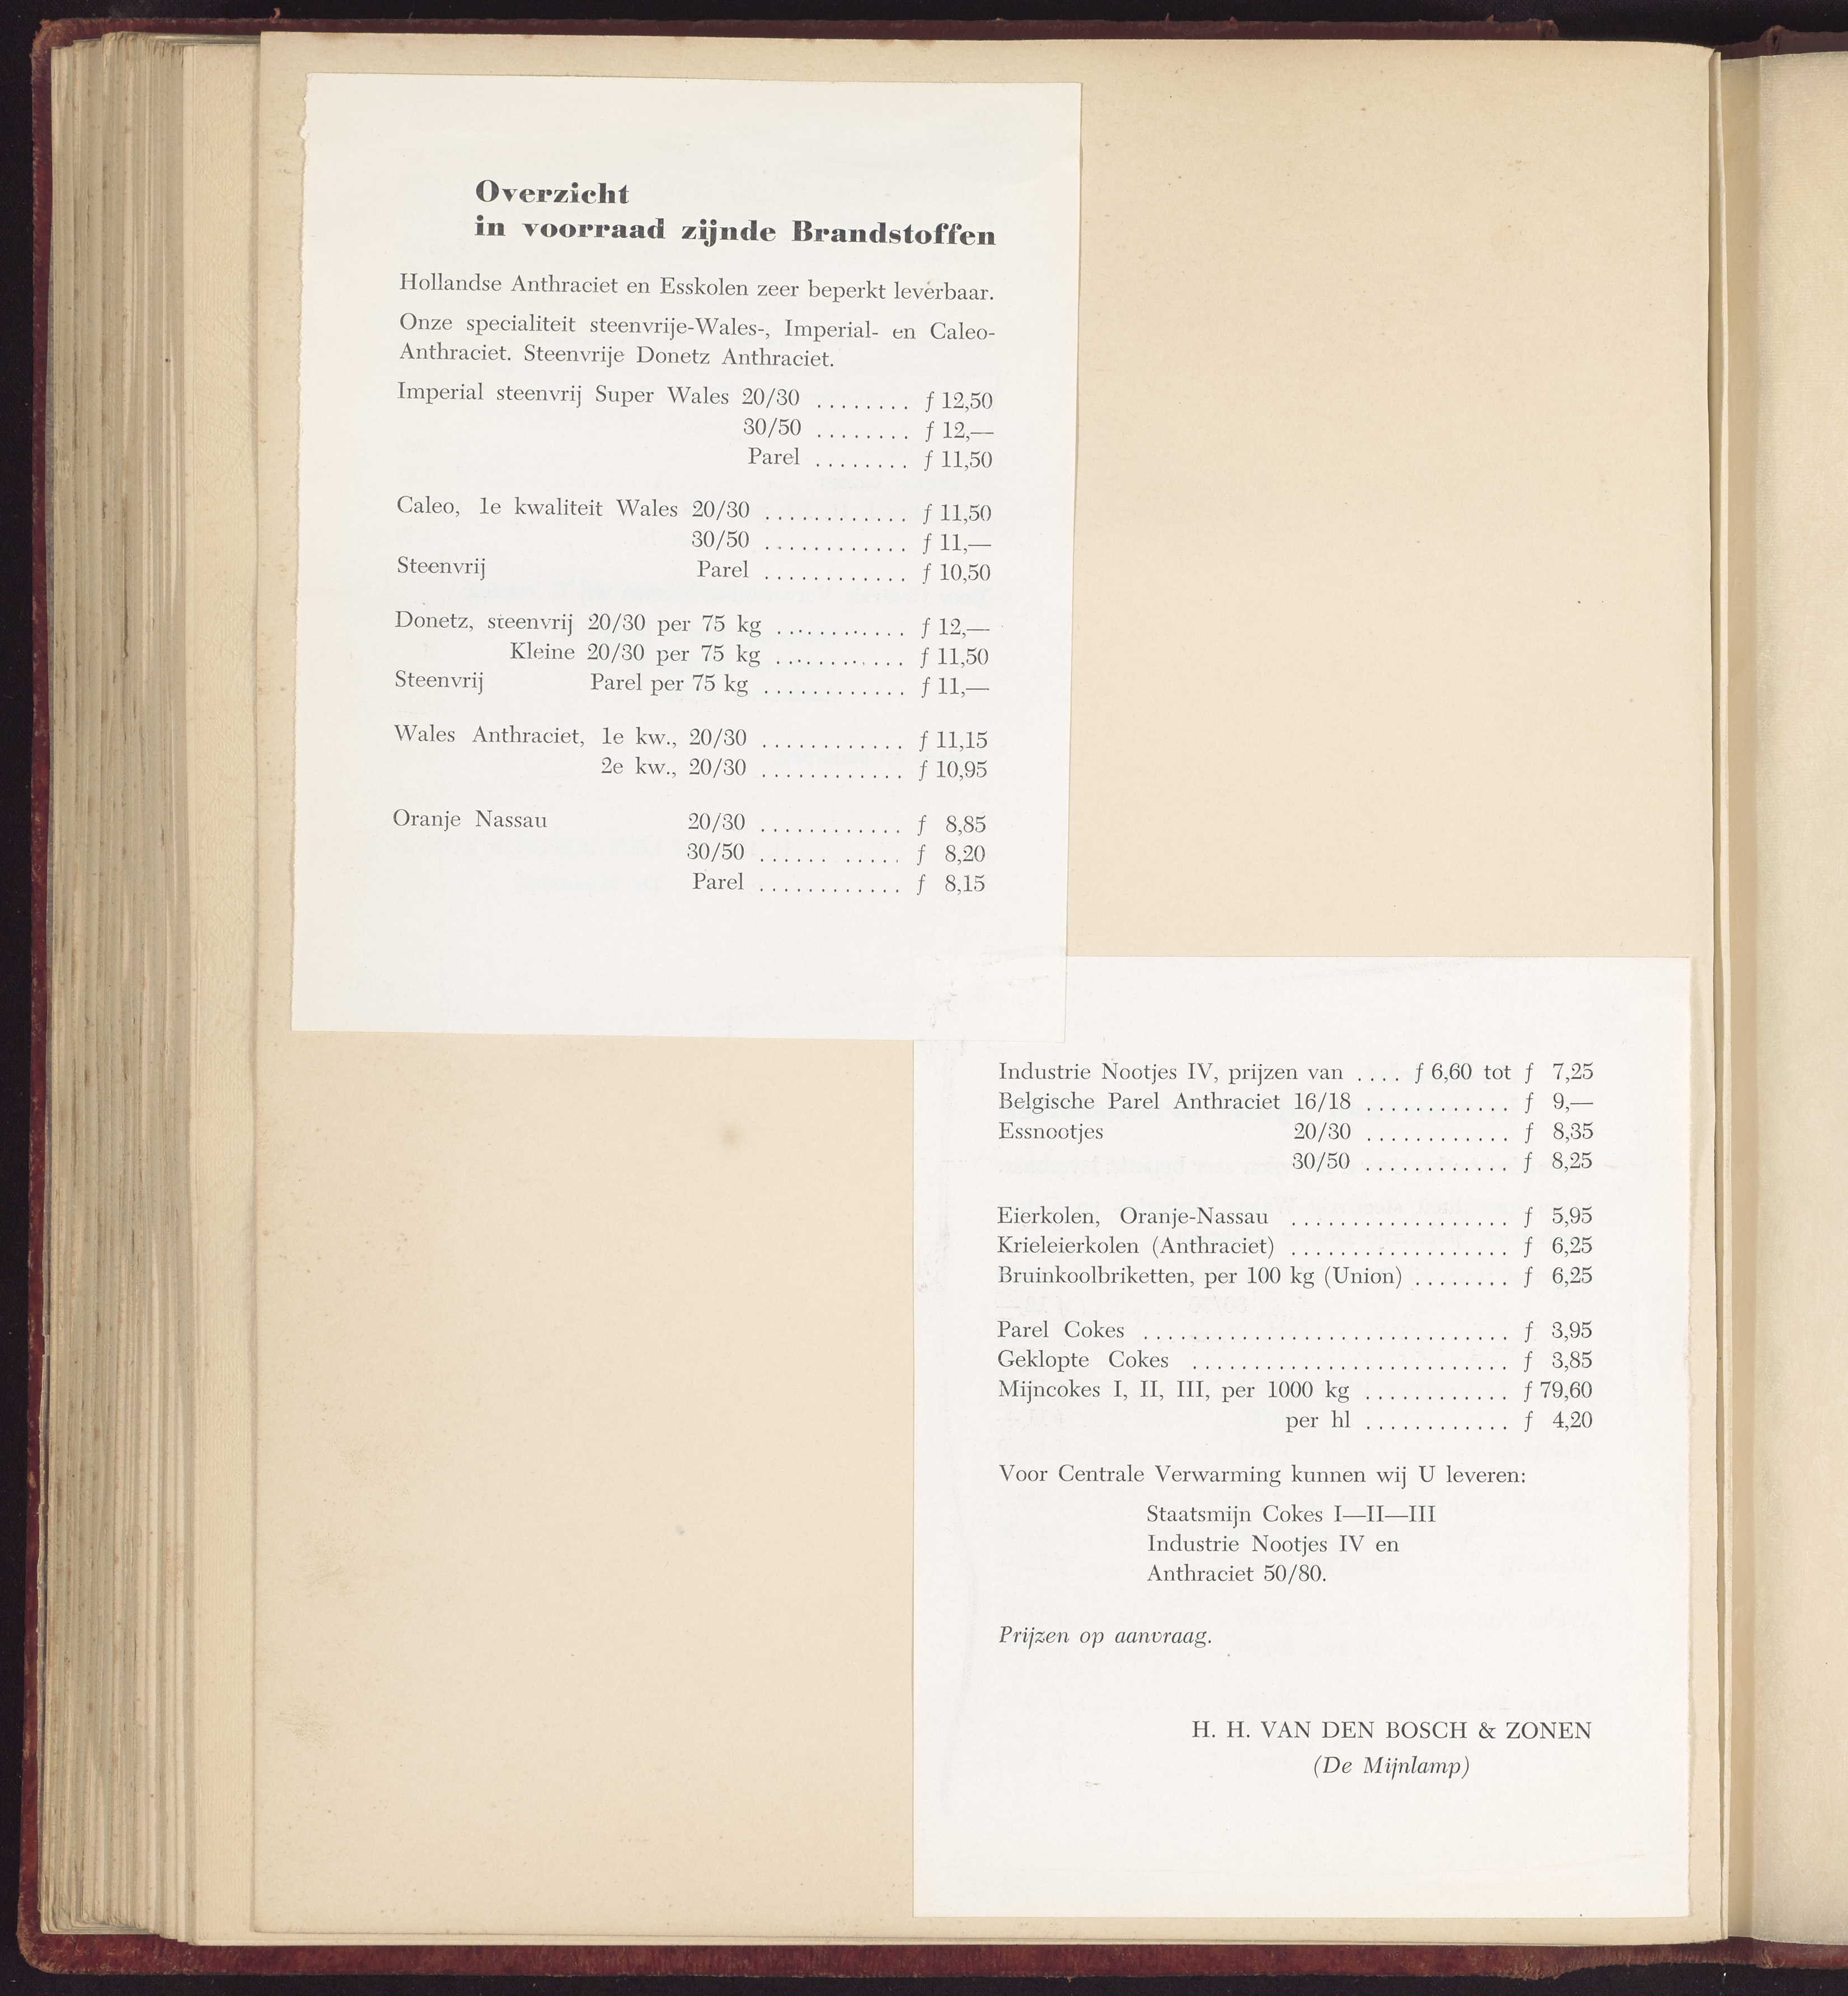 Overzicht
in voorraad zijnde Brandstoffen
Hollandse Anthraciet en Esskolen zeer beperkt leverbaar.
Onze specialiteit steenvrije-Wales-, Imperial- en Caleo-
Anthraciet. Steenvrije Donetz Anthraciet.
Imperial steenvrij Super Wales 20/30 ........ f 12,50
30/50 ........ f 12,—
Parel ........ f 11,50
Caleo, 1e kwaliteit Wales 20/30 ............ f 11,50
30/50 ............ f 11,—
Steenvrij Parel ............ f 10,50
Donetz, steenvrij 20/30 per 75 kg ........... f 12,—
Kleine 20/30 per 75 kg ........... f 11,50
Steenvrij Parel per 75 kg ............ f 11,—
Wales Anthraciet, 1e kw., 20/30 ............ f 11,15
2e kw., 20/30 ............ f 10,95
Oranje Nassau 20/30 ............ f 8,85
30/50 ...... ..... f 8,20
Parel ............ f 8,15
Industrie Nootjes IV, prijzen van .... f 6,60 tot f 7,25
Belgische Parel Anthraciet 16/18 ............ f 9,—
Essnootjes 20/30 ............ f 8,35
30/50 ............ f 8,25
Eierkolen, Oranje-Nassau .................. f 5,95
Krieleierkolen (Anthraciet) .................. f 6,25
Bruinkoolbriketten, per 100 kg (Union) ........ f 6,25
Parel Cokes .............................. f 3,95
Geklopte Cokes .......................... f 3,85
Mijncokes I, II, III, per 1000 kg ............ f 79,60
per hl ............ f 4,20
Voor Centrale Verwarming kunnen wij U leveren:
Staatsmijn Cokes I—II—III
Industrie Nootjes IV en
Anthraciet 50/80.
Prijzen op aanvraag.
H. H. VAN DEN BOSCH & ZONEN
(De Mijnlamp)